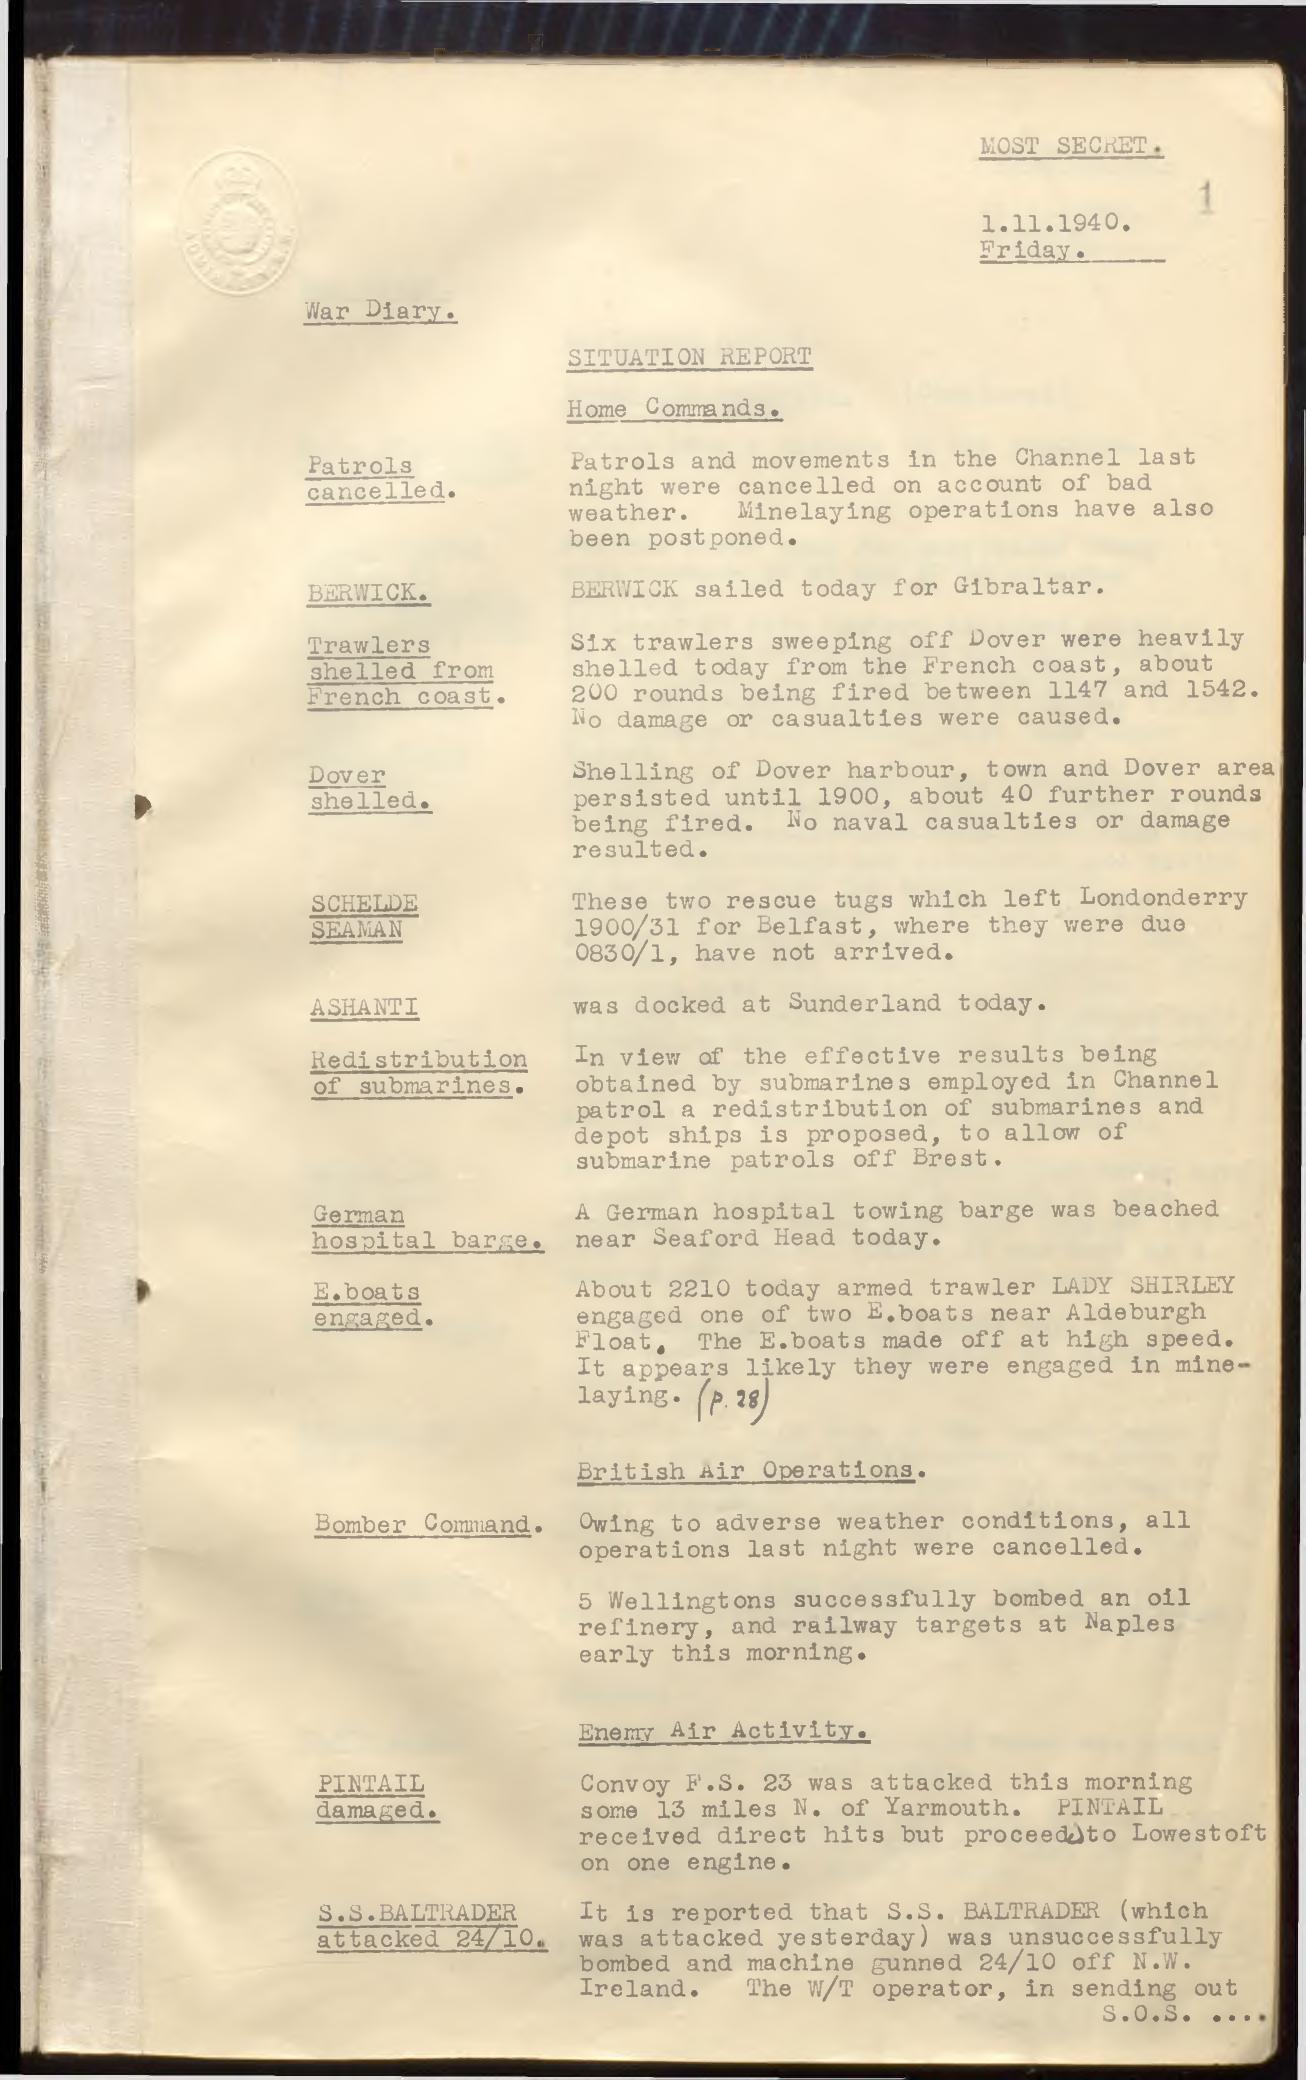 MOST SECRET.
1
1.11.1940.
Friday.
War Diary.
SITUATION REPORT
Home Commands.
Patrols
cancelled.
Patrols and movements in the Channel last
night were cancelled on account of bad
weather. Minelaying operations have also
been postponed.
BERWICK.
BERWICK sailed today for Gibraltar.
Trawlers
shelled from
French coast.
Six trawlers sweeping off Dover were heavily
shelled today from the French coast, about
200 rounds being fired between 1147 and 1542.
No damage or casualties were caused.
Dover
shelled.
Shelling of Dover harbour, town and Dover area
persisted until 1900, about 40 further rounds
being fired. No naval casualties or damage
resulted.
SCHELDE
SEAMAN
These two rescue tugs which left Londonderry
1900/31 for Belfast, where they were due
0830/1, have not arrived.
ASHANTI
was docked at Sunderland today.
Redistribution
of submarines.
In view of the effective results being
obtained by submarines employed in Channel
patrol a redistribution of submarines and
depot ships is proposed, to allow of
submarine patrols off Brest.
German
hospital barge.
A German hospital towing barge was beached
near Seaford Head today.
E.boats
engaged.
About 2210 today armed trawler LADY SHIRLEY
engaged one of two E.boats near Aldeburgh
Float. The E.boats made off at high speed.
It appears likely they were engaged in mine-
laying. (p. 28)
British Air Operations.
Bomber Command.
Owing to adverse weather conditions, all
operations last night were cancelled.
5 Wellingtons successfully bombed an oil
refinery, and railway targets at Naples
early this morning.
Enemy Air Activity.
PINTAIL
damaged.
Convoy F.S. 23 was attacked this morning
some 13 miles N. of Yarmouth. PINTAIL
received direct hits but proceeded to Lowestoft
on one engine.
S.S.BALTRADER
attacked 24/10.
It is reported that S.S. BALTRADER (which
was attacked yesterday) was unsuccessfully
bombed and machine gunned 24/10 off N.W.
Ireland. The W/T operator, in sending out
S.O.S. ....